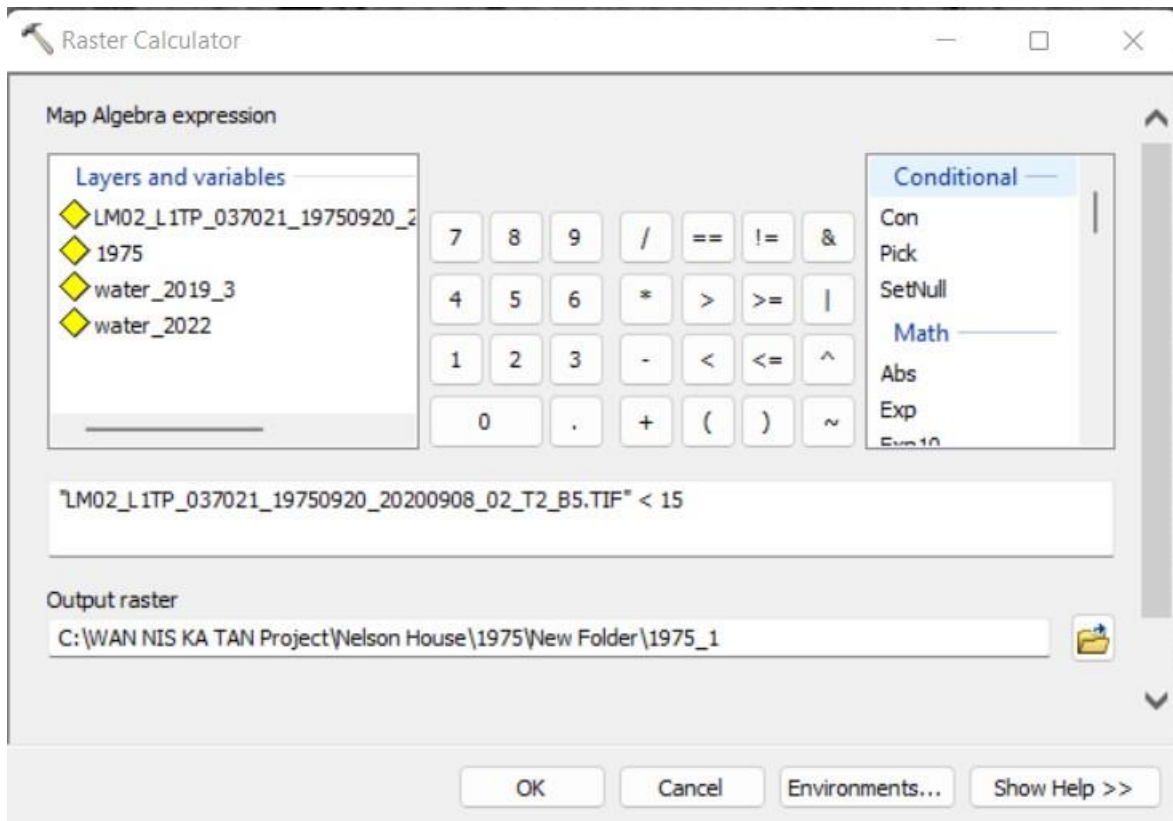 Raster Calculator
Map Algebra expression
Layers and variables
LM02_L1TP_037021_19750920_2
1975
water_2019_3
water_2022
7 8 9 / == != &
4 5 6 * > >= |
1 2 3 - < <= ^
0 . + ( ) ~
Conditional
Con
Pick
SetNull
Math
Abs
Exp
Exp10
"LM02_L1TP_037021_19750920_20200908_02_T2_B5.TIF" < 15
Output raster
C:\WAN NIS KA TAN Project\Nelson House\1975\New Folder\1975_1
OK Cancel Environments... Show Help >>